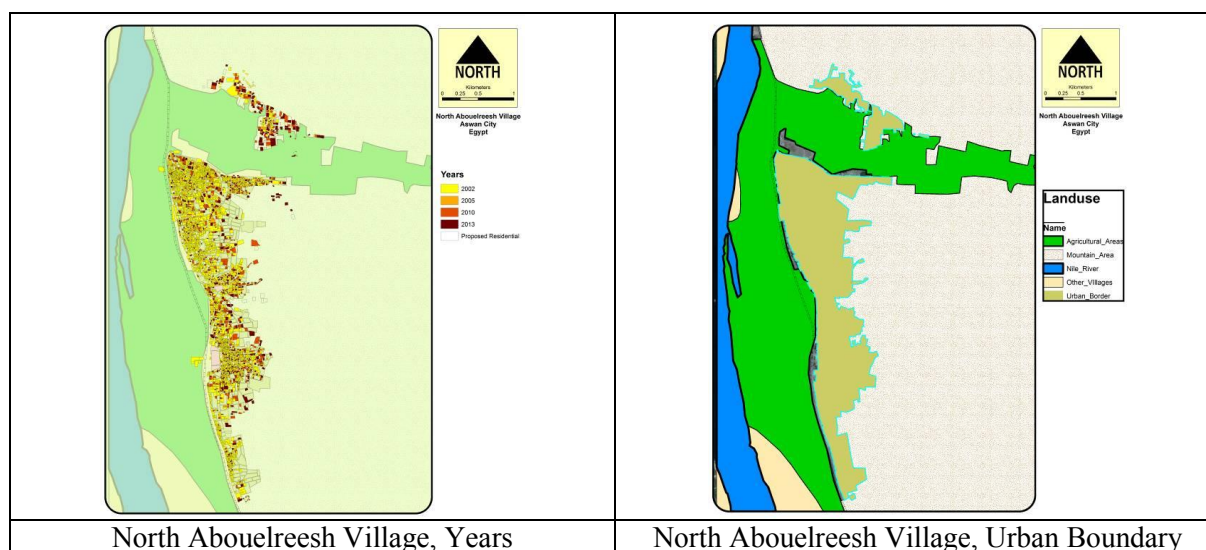 NORTH
Kilometers
0 0.25 0.5 1
North Abouelreesh Village
Aswan City
Egypt
Years
2002
2005
2010
2013
Proposed Residential
NORTH
Kilometers
0 0.25 0.5 1
North Abouelreesh Village
Aswan City
Egypt
Landuse
Name
Agricultural_Areas
Mountain_Area
Nile_River
Other_Villages
Urban_Border
North Abouelreesh Village, Years
North Abouelreesh Village, Urban Boundary